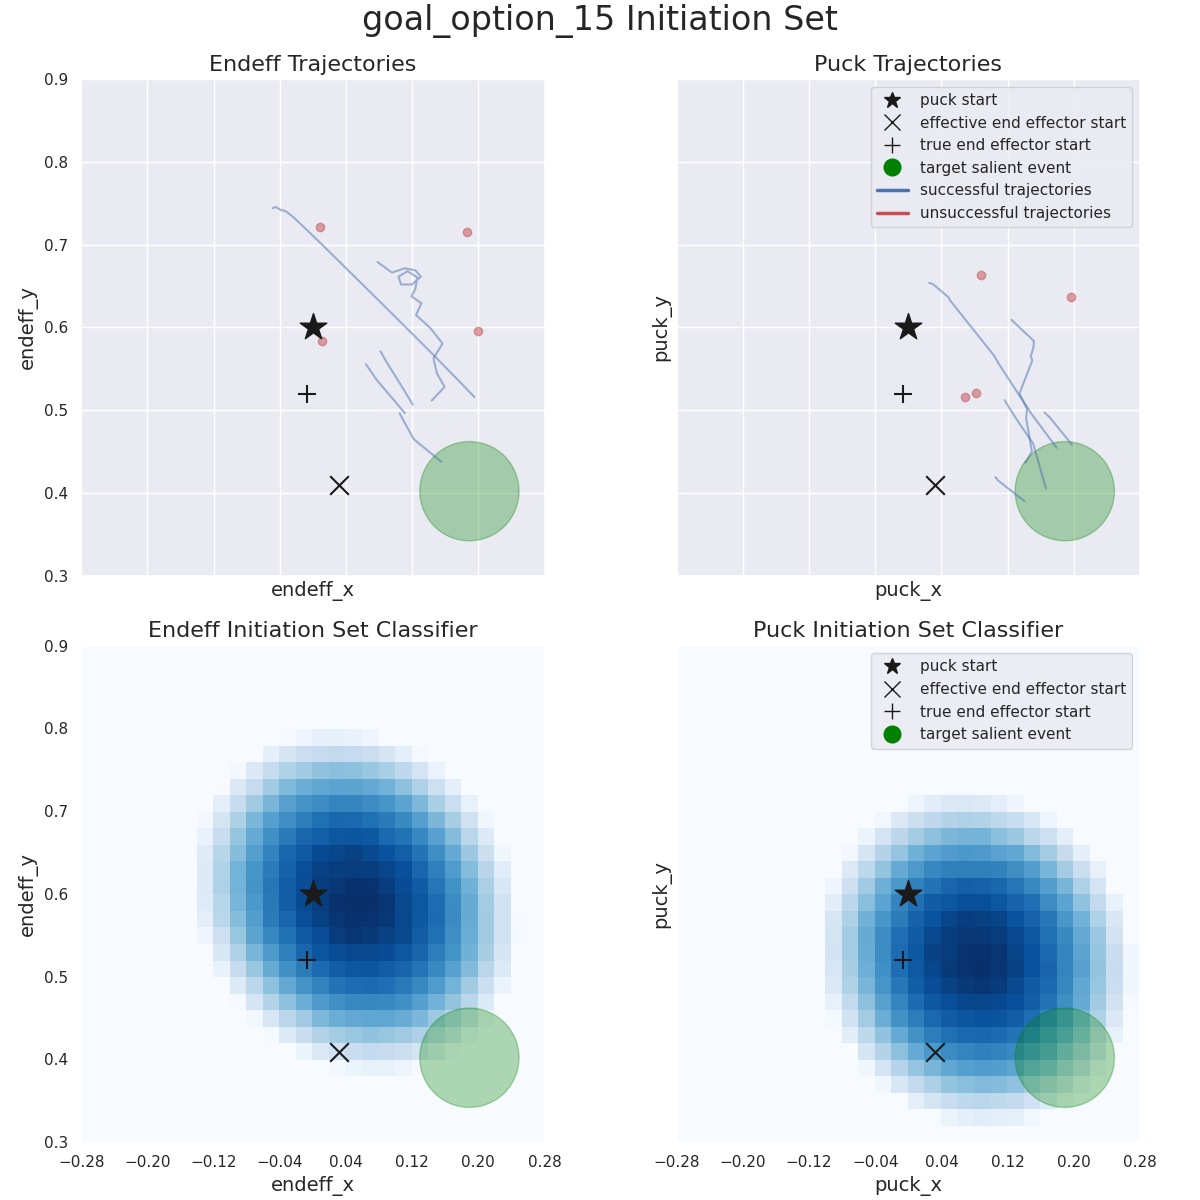 goal_option_15 Initiation Set
Endeff Trajectories
0.9
0.8
0.7
0.6
0.5
0.4
0.3
endeff_y
endeff_x
Puck Trajectories
puck start
effective end effector start
true end effector start
target salient event
successful trajectories
unsuccessful trajectories
puck_y
puck_x
Endeff Initiation Set Classifier
0.9
0.8
0.7
0.6
0.5
0.4
0.3
endeff_y
−0.28 −0.20 −0.12 −0.04 0.04 0.12 0.20 0.28
endeff_x
Puck Initiation Set Classifier
puck start
effective end effector start
true end effector start
target salient event
puck_y
−0.28 −0.20 −0.12 −0.04 0.04 0.12 0.20 0.28
puck_x